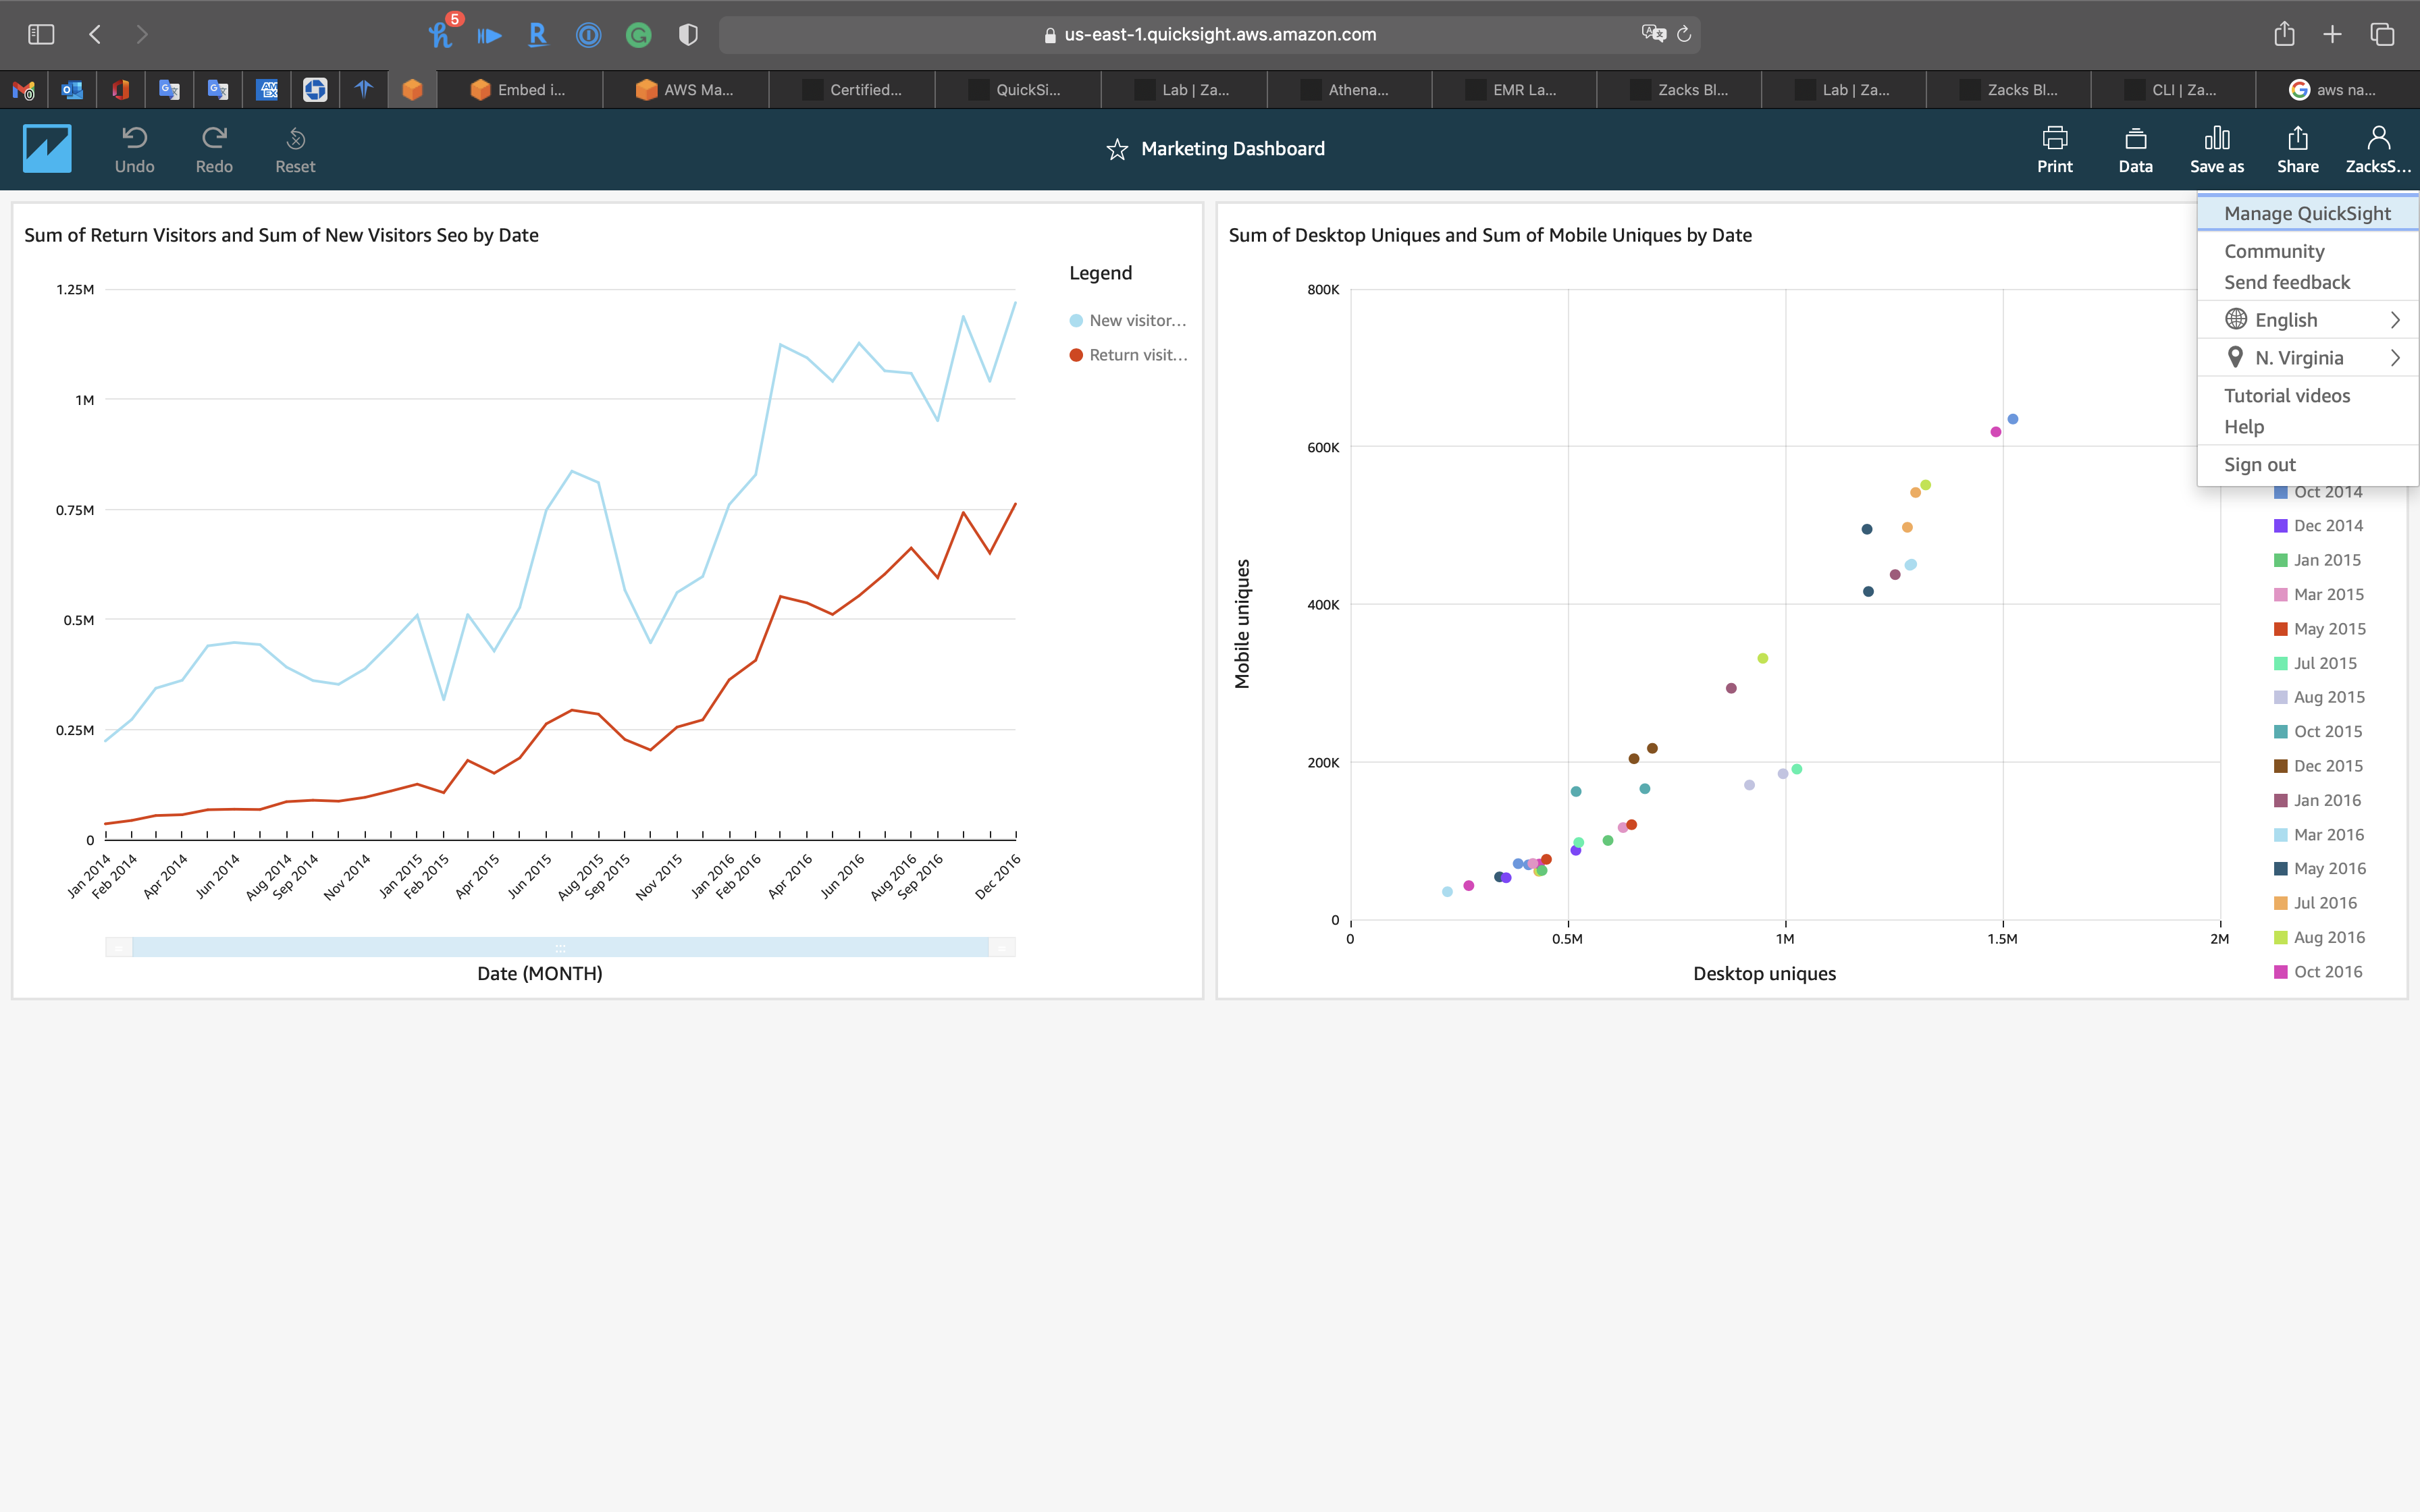 5
us-east-1.quicksight.aws.amazon.com
Embed i...
AWS Ma...
Certified...
QuickSi...
Lab | Za...
Athena...
EMR La...
Zacks Bl...
Lab | Za...
Zacks Bl...
CLI | Za...
aws na...
Undo
Redo
Reset
Marketing Dashboard
Print
Data
Save as
Share
ZacksS...
Manage QuickSight
Community
Send feedback
English
N. Virginia
Tutorial videos
Help
Sign out
Sum of Return Visitors and Sum of New Visitors Seo by Date
Legend
New visitor...
Return visit...
1.25M
1M
0.75M
0.5M
0.25M
0
Jan 2014
Feb 2014
Apr 2014
Jun 2014
Aug 2014
Sep 2014
Nov 2014
Jan 2015
Feb 2015
Apr 2015
Jun 2015
Aug 2015
Sep 2015
Nov 2015
Jan 2016
Feb 2016
Apr 2016
Jun 2016
Aug 2016
Sep 2016
Dec 2016
Date (MONTH)
Sum of Desktop Uniques and Sum of Mobile Uniques by Date
Mobile uniques
800K
600K
400K
200K
0
0
0.5M
1M
1.5M
2M
Desktop uniques
Oct 2014
Dec 2014
Jan 2015
Mar 2015
May 2015
Jul 2015
Aug 2015
Oct 2015
Dec 2015
Jan 2016
Mar 2016
May 2016
Jul 2016
Aug 2016
Oct 2016